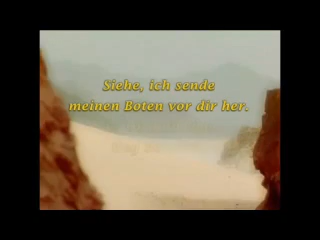 Siehe, ich sende
meinen Boten vor dir her.